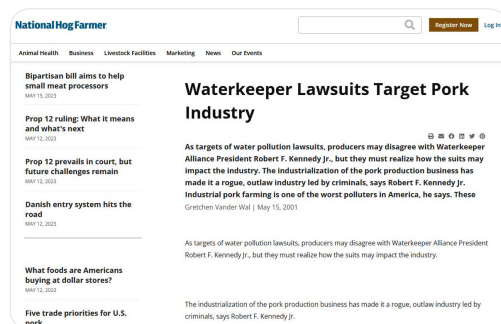 National Hog Farmer
Register Now
Log In
Animal Health Business Livestock Facilities Marketing News Our Events
Bipartisan bill aims to help
small meat processors
MAY 15, 2023
Prop 12 ruling: What it means
and what's next
MAY 12, 2023
Prop 12 prevails in court, but
future challenges remain
MAY 12, 2023
Danish entry system hits the
road
MAY 12, 2023
What foods are Americans
buying at dollar stores?
MAY 12, 2023
Five trade priorities for U.S.
pork
Waterkeeper Lawsuits Target Pork
Industry
As targets of water pollution lawsuits, producers may disagree with Waterkeeper
Alliance President Robert F. Kennedy Jr., but they must realize how the suits may
impact the industry. The industrialization of the pork production business has
made it a rogue, outlaw industry led by criminals, says Robert F. Kennedy Jr.
Industrial pork farming is one of the worst polluters in America, he says. These
Gretchen Vander Wal | May 15, 2001
As targets of water pollution lawsuits, producers may disagree with Waterkeeper Alliance President
Robert F. Kennedy Jr., but they must realize how the suits may impact the industry.
The industrialization of the pork production business has made it a rogue, outlaw industry led by
criminals, says Robert F. Kennedy Jr.